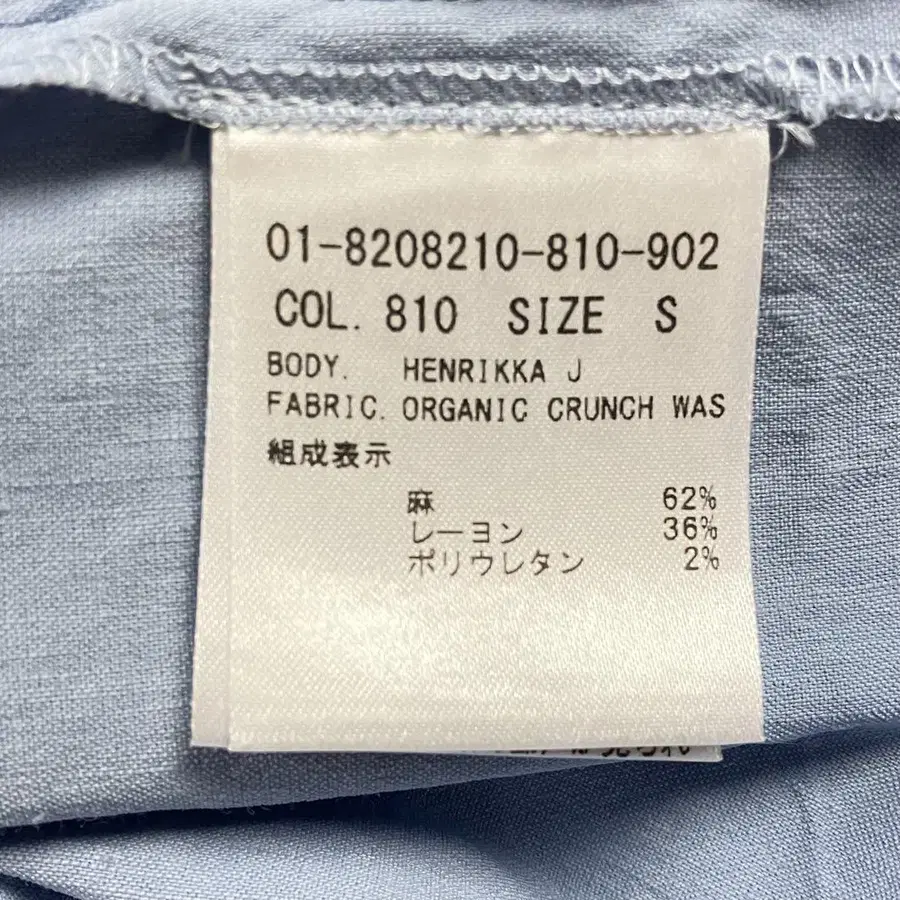 01-8208210-810-902
COL. 810 SIZE S
BODY. HENRIKKA J
FABRIC. ORGANIC CRUNCH WAS
組成表示
麻 62%
レーヨン 36%
ポリウレタン 2%